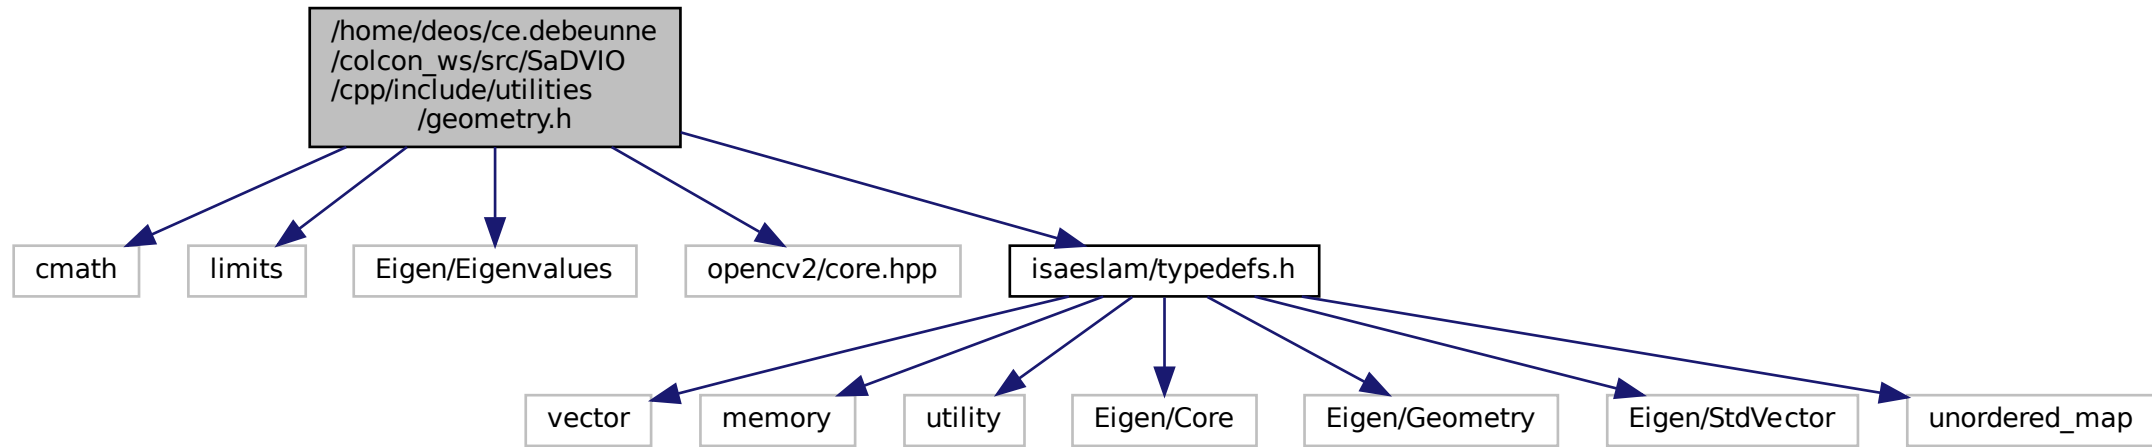 /home/deos/ce.debeunne
/colcon_ws/src/SaDVIO
/cpp/include/utilities
/geometry.h
cmath
limits
Eigen/Eigenvalues
opencv2/core.hpp
isaeslam/typedefs.h
vector
memory
utility
Eigen/Core
Eigen/Geometry
Eigen/StdVector
unordered_map